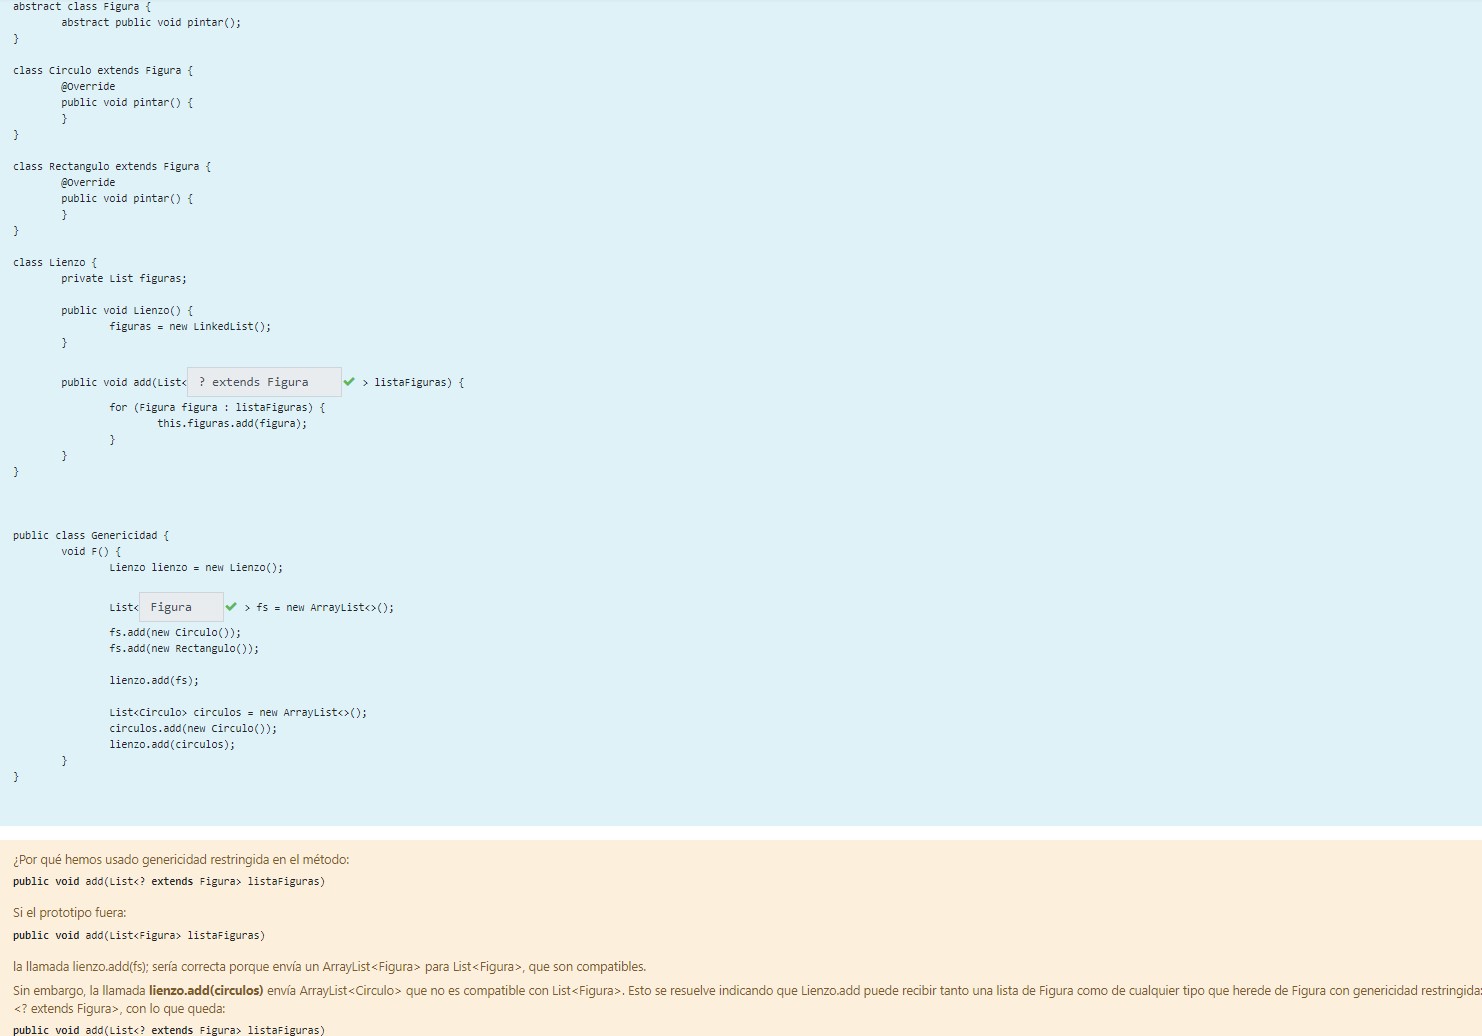 abstract class Figura {
abstract public void pintar();
}
class Circulo extends Figura {
@Override
public void pintar() {
}
}
class Rectangulo extends Figura {
@Override
public void pintar() {
}
}
class Lienzo {
private List figuras;
public void Lienzo() {
figuras = new LinkedList();
}
public void add(List< ? extends Figura > listaFiguras) {
for (Figura figura : listaFiguras) {
this.figuras.add(figura);
}
}
}
public class Genericidad {
void F() {
Lienzo lienzo = new Lienzo();
List< Figura > fs = new ArrayList<>();
fs.add(new Circulo());
fs.add(new Rectangulo());
lienzo.add(fs);
List<Circulo> circulos = new ArrayList<>();
circulos.add(new Circulo());
lienzo.add(circulos);
}
}
¿Por qué hemos usado genericidad restringida en el método:
public void add(List<? extends Figura> listaFiguras)
Si el prototipo fuera:
public void add(List<Figura> listaFiguras)
la llamada lienzo.add(fs); sería correcta porque envía un ArrayList<Figura> para List<Figura>, que son compatibles.
Sin embargo, la llamada lienzo.add(circulos) envía ArrayList<Circulo> que no es compatible con List<Figura>. Esto se resuelve indicando que Lienzo.add puede recibir tanto una lista de Figura como de cualquier tipo que herede de Figura con genericidad restringida:
<? extends Figura>, con lo que queda:
public void add(List<? extends Figura> listaFiguras)